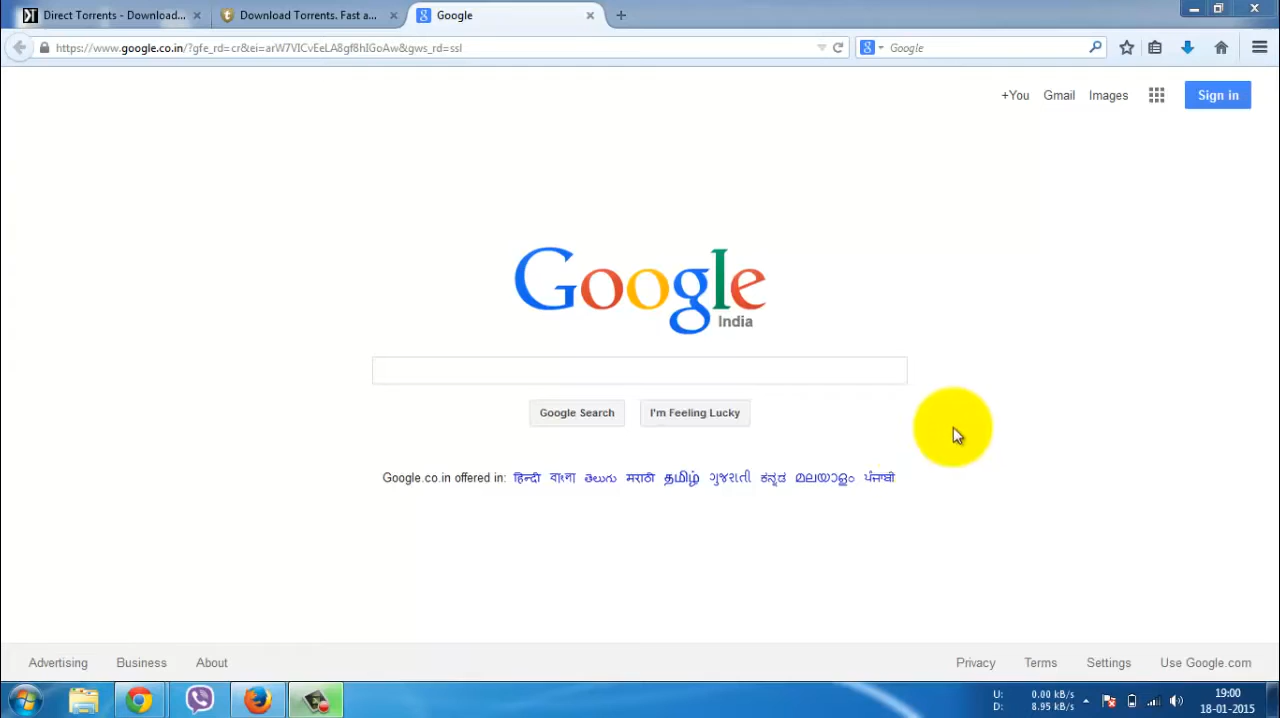 Direct Torrents - Download... Download Torrents. Fast a... Google
https://www.google.co.in/?gfe_rd=cr&ei=arW7VICvEeLA8gf8hIGoAw&gws_rd=ssl Google
+You Gmail Images Sign in
Google
India
Google Search I'm Feeling Lucky
Google.co.in offered in: हिन्दी বাংলা తెలుగు मराठी தமிழ் ગુજરાતી ಕನ್ನಡ മലയാളം ਪੰਜਾਬੀ
Advertising Business About Privacy Terms Settings Use Google.com
U: 0.00 kB/s 19:00
D: 8.95 kB/s 18-01-2015